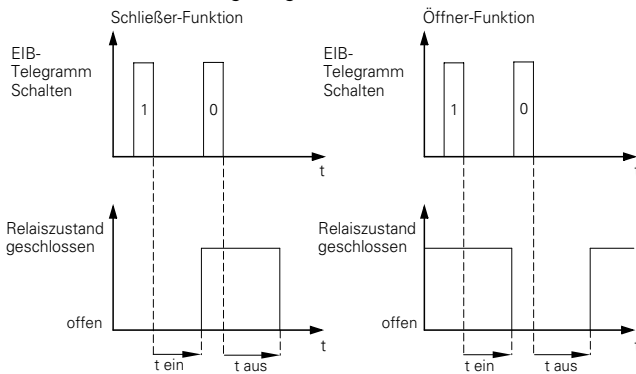 Schließer-Funktion
EIB-
Telegramm
Schalten
1
0
t
Relaiszustand
geschlossen
offen
t
t ein
t aus
Öffner-Funktion
EIB-
Telegramm
Schalten
1
0
t
Relaiszustand
geschlossen
offen
t
t ein
t aus